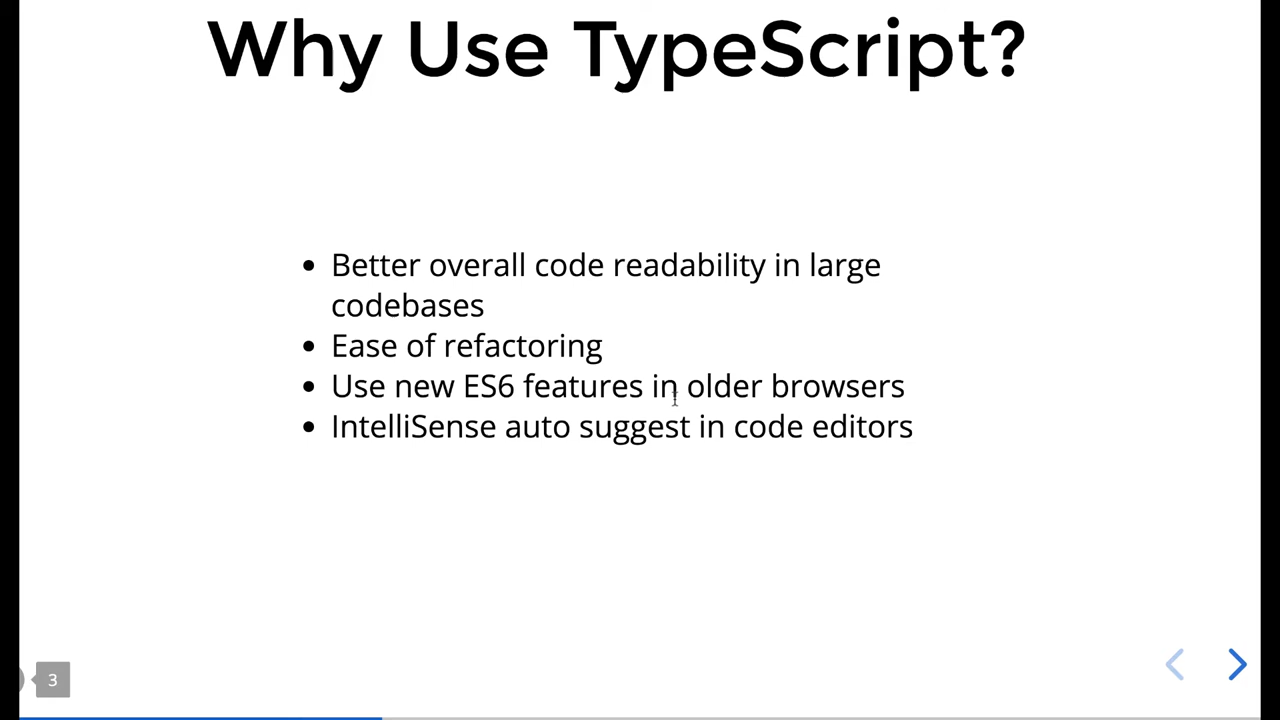 Why Use TypeScript?
• Better overall code readability in large
codebases
• Ease of refactoring
• Use new ES6 features in older browsers
• IntelliSense auto suggest in code editors
3